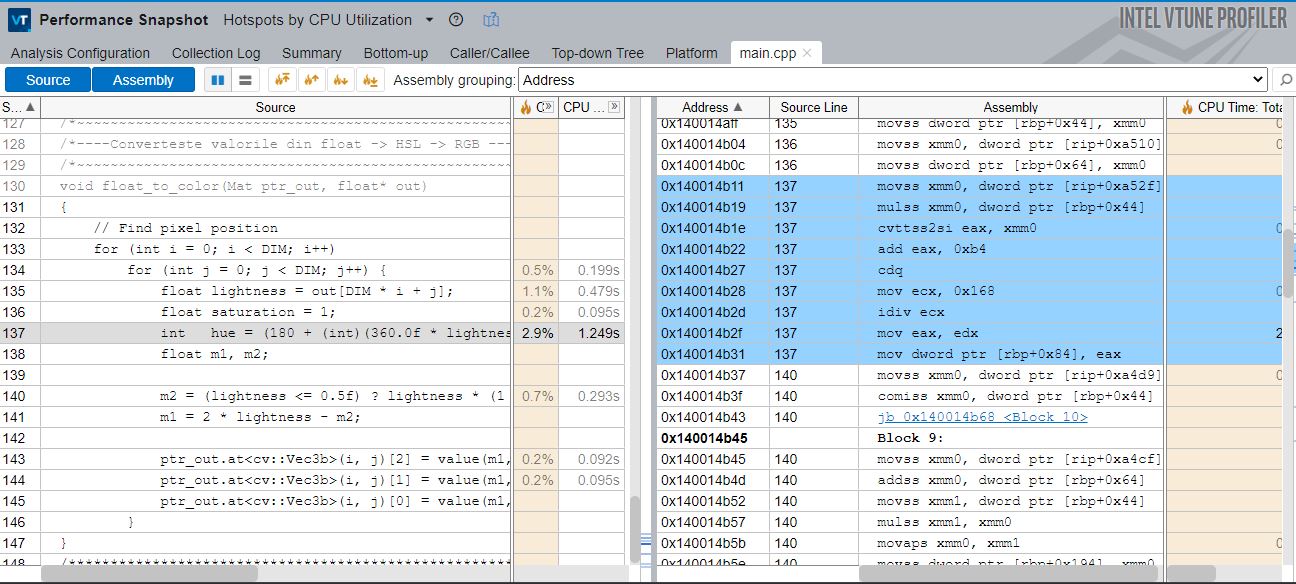 Performance Snapshot Hotspots by CPU Utilization
INTEL VTUNE PROFILER
Analysis Configuration Collection Log Summary Bottom-up Caller/Callee Top-down Tree Platform main.cpp
Source Assembly Assembly grouping: Address
S... Source C CPU ...
127 /*~~~~~~~~~~~~~~~~~~~~~~~~~~~~~~~~~~~~~~~~~~~~~~~~~~~
128 /*----Converteste valorile din float -> HSL -> RGB ---
129 /*~~~~~~~~~~~~~~~~~~~~~~~~~~~~~~~~~~~~~~~~~~~~~~~~~~~
130 void float_to_color(Mat ptr_out, float* out)
131 {
132 // Find pixel position
133 for (int i = 0; i < DIM; i++)
134 for (int j = 0; j < DIM; j++) { 0.5% 0.199s
135 float lightness = out[DIM * i + j]; 1.1% 0.479s
136 float saturation = 1; 0.2% 0.095s
137 int hue = (180 + (int)(360.0f * lightnes 2.9% 1.249s
138 float m1, m2;
139
140 m2 = (lightness <= 0.5f) ? lightness * (1 0.7% 0.293s
141 m1 = 2 * lightness - m2;
142
143 ptr_out.at<cv::Vec3b>(i, j)[2] = value(m1, 0.2% 0.092s
144 ptr_out.at<cv::Vec3b>(i, j)[1] = value(m1, 0.2% 0.095s
145 ptr_out.at<cv::Vec3b>(i, j)[0] = value(m1,
146 }
147 }
148 /***************************************************
Address Source Line Assembly CPU Time: Tota
0x140014aff 135 movss dword ptr [rbp+0x44], xmm0
0x140014b04 136 movss xmm0, dword ptr [rip+0xa510] 0
0x140014b0c 136 movss dword ptr [rbp+0x64], xmm0
0x140014b11 137 movss xmm0, dword ptr [rip+0xa52f]
0x140014b19 137 mulss xmm0, dword ptr [rbp+0x44]
0x140014b1e 137 cvttss2si eax, xmm0 0
0x140014b22 137 add eax, 0xb4
0x140014b27 137 cdq
0x140014b28 137 mov ecx, 0x168 0
0x140014b2d 137 idiv ecx
0x140014b2f 137 mov eax, edx 2
0x140014b31 137 mov dword ptr [rbp+0x84], eax
0x140014b37 140 movss xmm0, dword ptr [rip+0xa4d9] 0
0x140014b3f 140 comiss xmm0, dword ptr [rbp+0x44]
0x140014b43 140 jb 0x140014b68 <Block 10>
0x140014b45 Block 9:
0x140014b45 140 movss xmm0, dword ptr [rip+0xa4cf]
0x140014b4d 140 addss xmm0, dword ptr [rbp+0x64]
0x140014b52 140 movss xmm1, dword ptr [rbp+0x44]
0x140014b57 140 mulss xmm1, xmm0
0x140014b5b 140 movaps xmm0, xmm1 0
0x140014b5e 140 movss dword ptr [rbp+0x194], xmm0